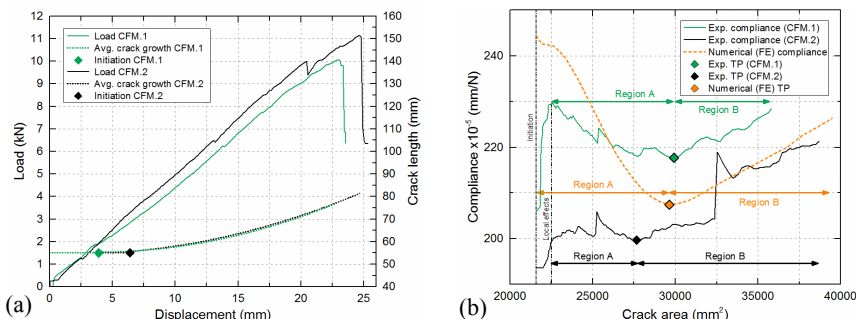 Load CFM.1
Avg. crack growth CFM.1
Initiation CFM.1
Load CFM.2
Avg. crack growth CFM.2
Initiation CFM.2
12
11
10
9
8
7
6
5
4
3
2
1
0
Load (kN)
160
150
140
130
120
110
100
90
80
70
60
50
40
Crack length (mm)
0 5 10 15 20 25
Displacement (mm)
(a)
Exp. compliance (CFM.1)
Exp. compliance (CFM.2)
Numerical (FE) compliance
Exp. TP (CFM.1)
Exp. TP (CFM.2)
Numerical (FE) TP
250
240
230
220
210
200
Compliance x10⁻⁵ (mm/N)
Initiation
Local effects
Region A
Region B
Region A
Region B
Region A
Region B
20000 25000 30000 35000 40000
Crack area (mm²)
(b)